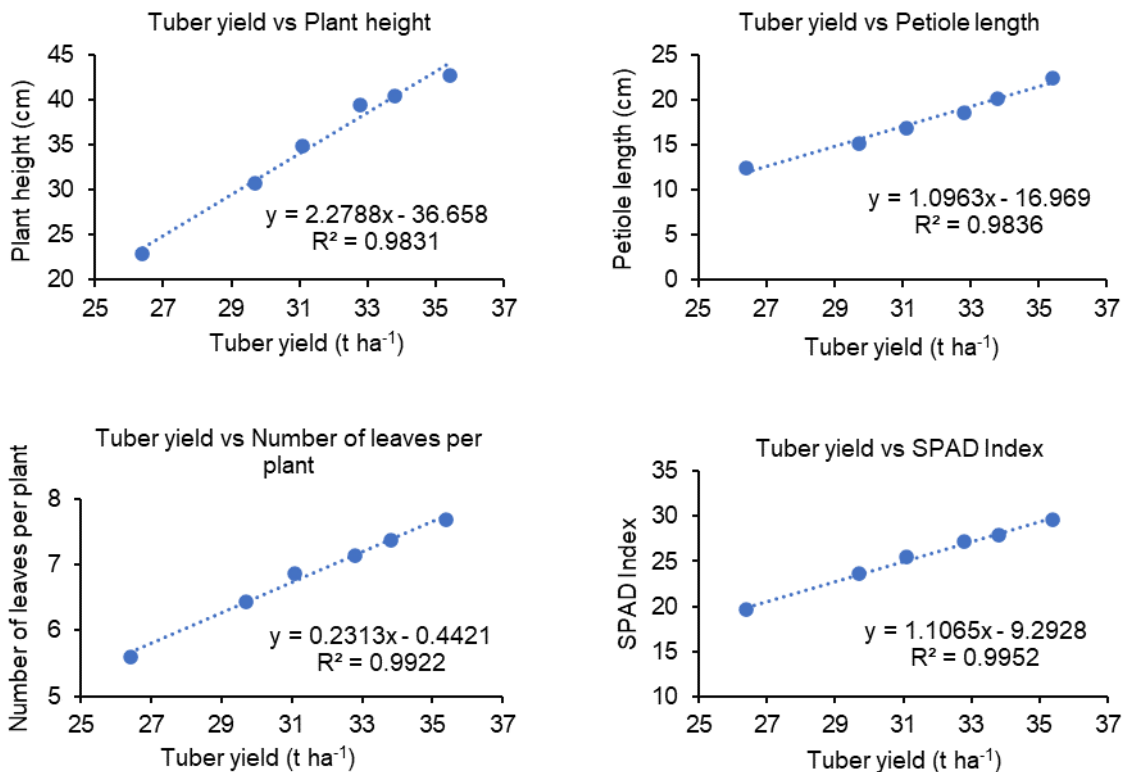 Tuber yield vs Plant height
Plant height (cm)
45
40
35
30
25
20
y = 2.2788x - 36.658
R² = 0.9831
25 27 29 31 33 35 37
Tuber yield (t ha⁻¹)
Tuber yield vs Petiole length
Petiole length (cm)
25
20
15
10
5
0
y = 1.0963x - 16.969
R² = 0.9836
25 27 29 31 33 35 37
Tuber yield (t ha⁻¹)
Tuber yield vs Number of leaves per
plant
Number of leaves per plant
8
7
6
5
y = 0.2313x - 0.4421
R² = 0.9922
25 27 29 31 33 35 37
Tuber yield (t ha⁻¹)
Tuber yield vs SPAD Index
SPAD Index
35
30
25
20
15
10
y = 1.1065x - 9.2928
R² = 0.9952
25 27 29 31 33 35 37
Tuber yield (t ha⁻¹)